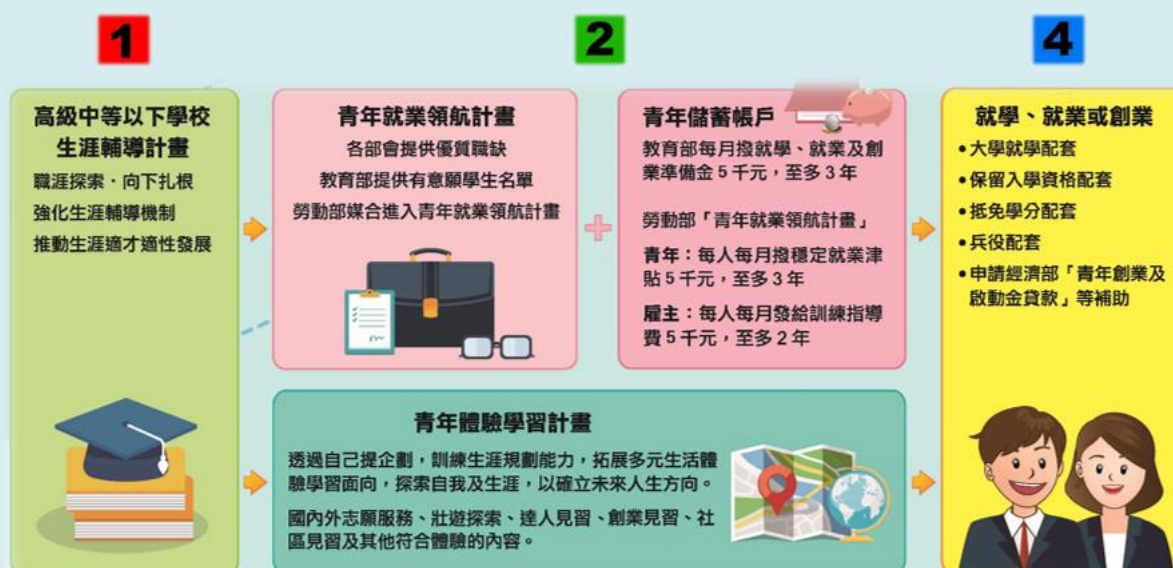 1
2
4
高級中等以下學校
生涯輔導計畫
職涯探索．向下扎根
強化生涯輔導機制
推動生涯適才適性發展
青年就業領航計畫
各部會提供優質職缺
教育部提供有意願學生名單
勞動部媒合進入青年就業領航計畫
青年儲蓄帳戶
教育部每月撥就學、就業及創
業準備金5千元，至多3年
勞動部「青年就業領航計畫」
青年：每人每月撥穩定就業津
貼5千元，至多3年
雇主：每人每月發給訓練指導
費5千元，至多2年
青年體驗學習計畫
透過自己提企劃，訓練生涯規劃能力，拓展多元生活體
驗學習面向，探索自我及生涯，以確立未來人生方向。
國內外志願服務、壯遊探索、達人見習、創業見習、社
區見習及其他符合體驗的內容。
就學、就業或創業
•大學就學配套
•保留入學資格配套
•抵免學分配套
•兵役配套
•申請經濟部「青年創業及
啟動金貸款」等補助